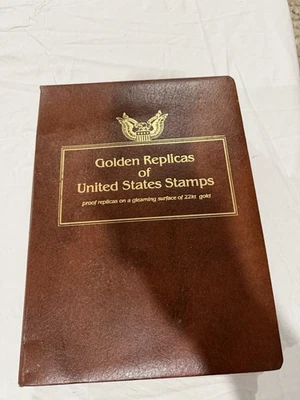 Golden Replicas
of
United States Stamps
proof replicas on a gleaming surface of 22kt. gold